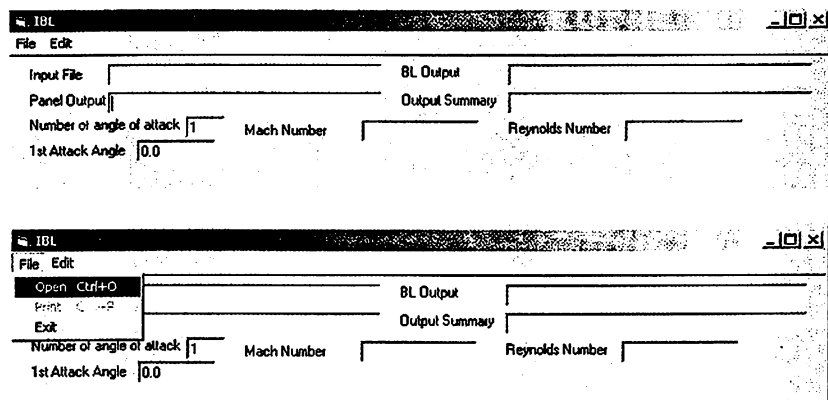 IBL
File Edit
Input File BL Output
Panel Output Output Summary
Number of angle of attack 1 Mach Number Reynolds Number
1st Attack Angle 0.0
IBL
File Edit
Open Ctrl+O
BL Output
Print
Output Summary
Exit
Number of angle of attack 1 Mach Number Reynolds Number
1st Attack Angle 0.0